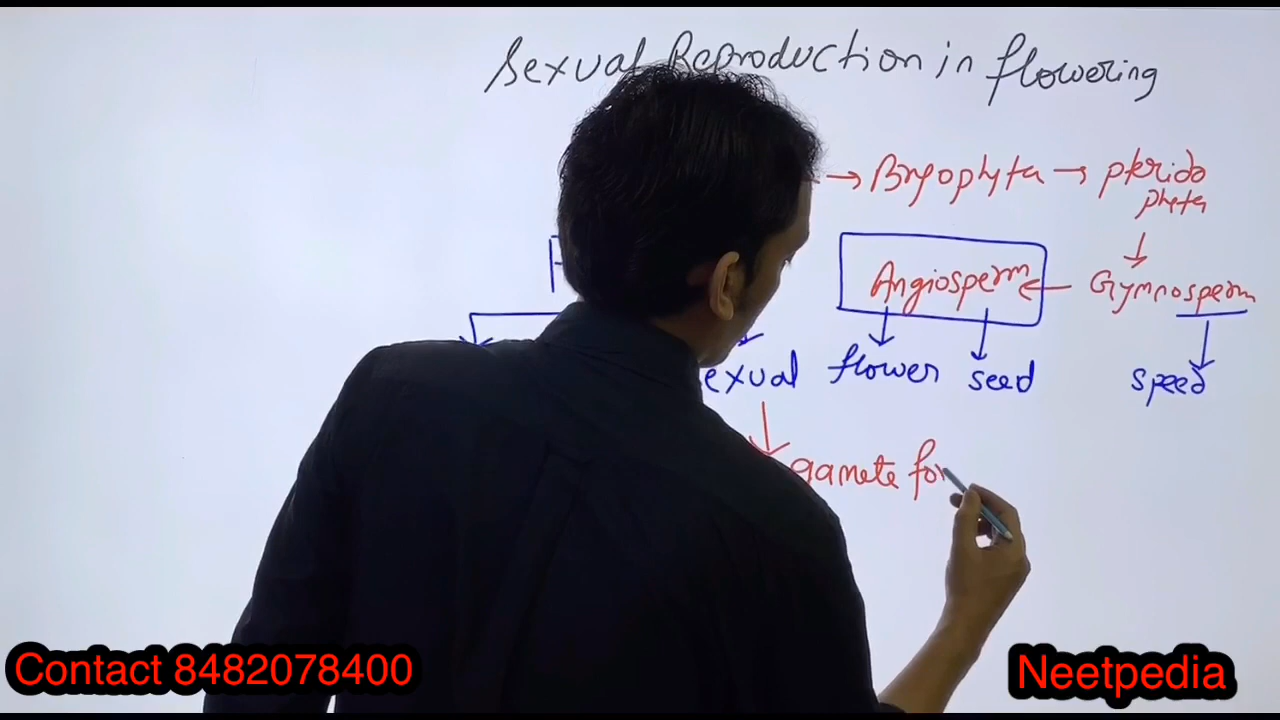 Sexual Reproduction in flowering
→ Bryophyta → pterido
phyta
Angiosperm ← Gymnosperm
exual flower seed speed
gamete for
Contact 8482078400
Neetpedia